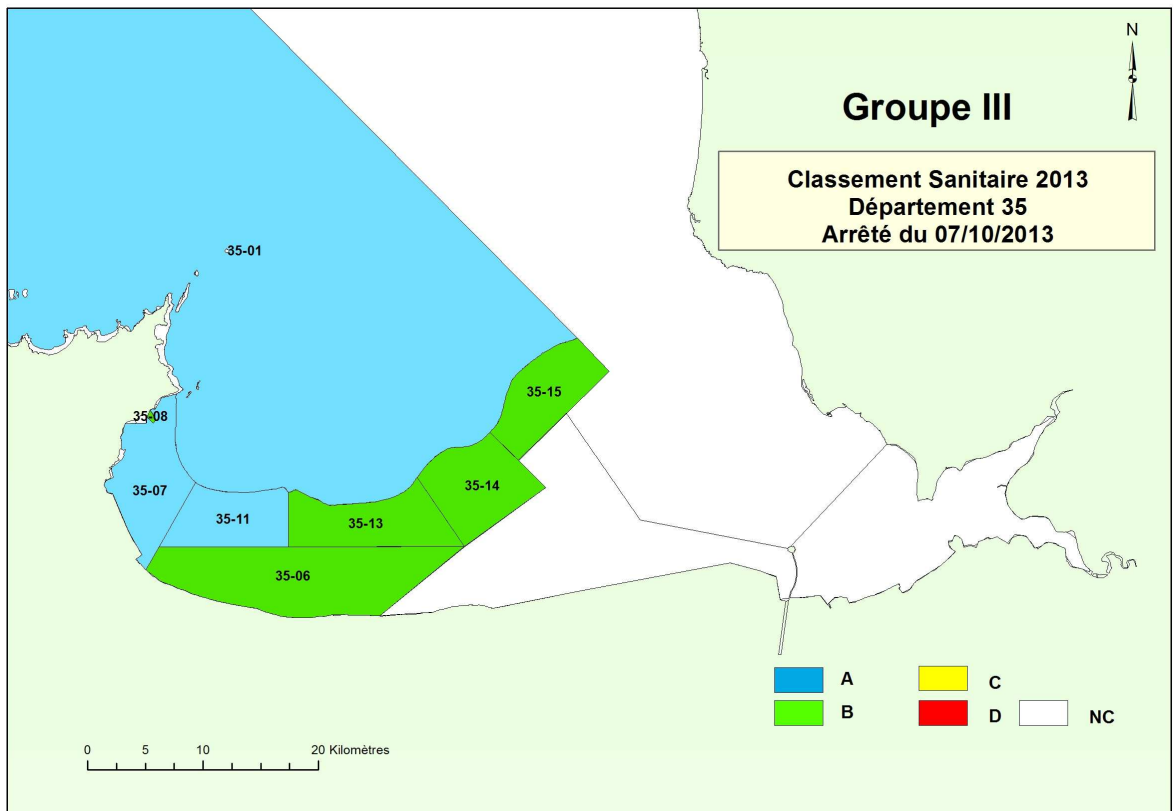 N
Groupe III
Classement Sanitaire 2013
Département 35
Arrêté du 07/10/2013
35-01
35-15
35-08
35-07
35-14
35-11
35-13
35-06
A
C
B
D
NC
0 5 10 20 Kilomètres